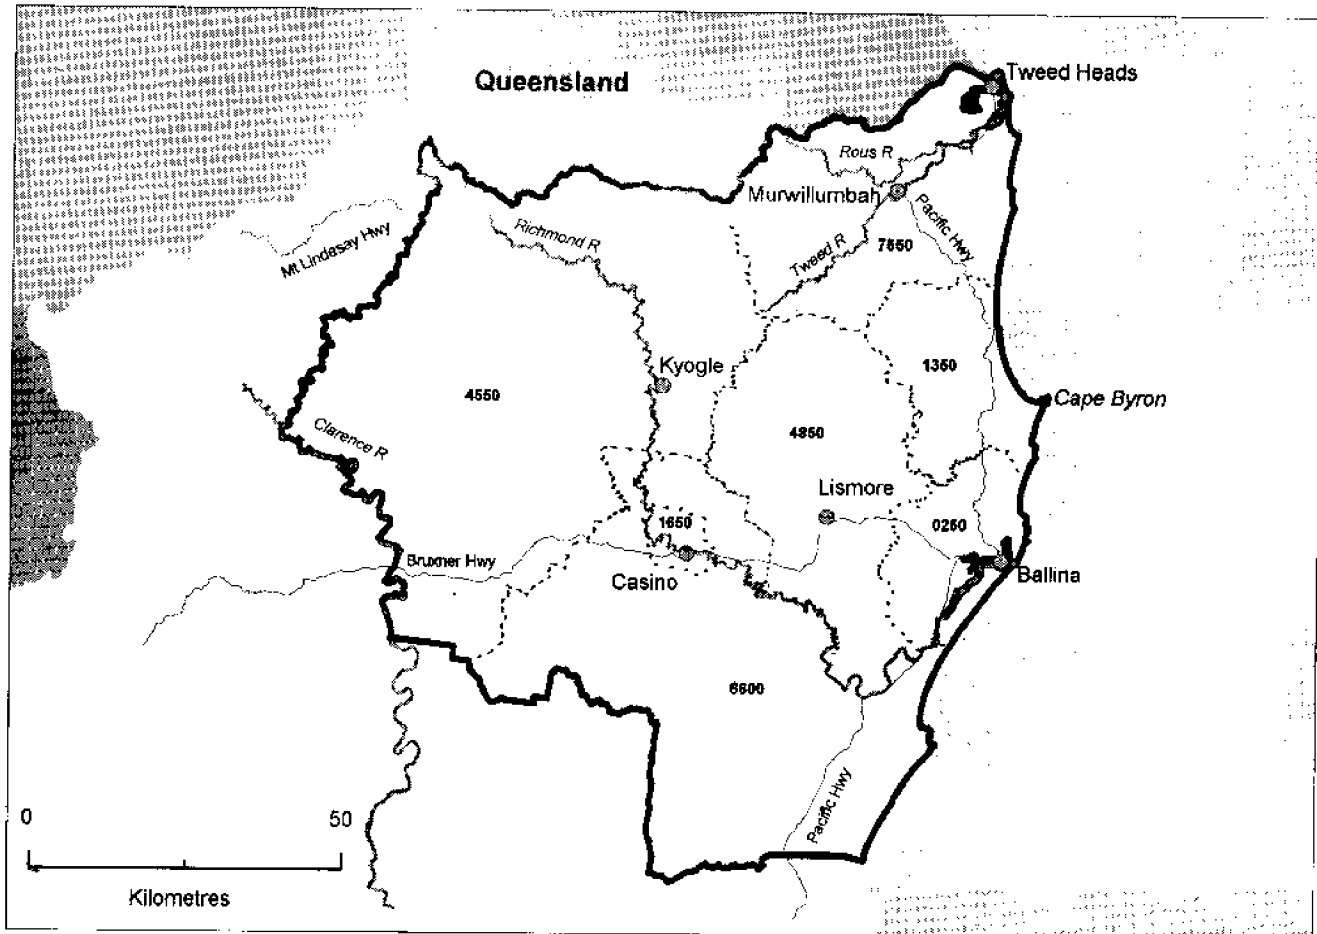 Queensland
Tweed Heads
Rous R
Murwillumbah
Pacific Hwy
Richmond R
Tweed R
7550
Mt Lindesay Hwy
Kyogle
1350
4550
Cape Byron
4850
Clarence R
Lismore
1650
0250
Bruxner Hwy
Casino
Ballina
6600
Pacific Hwy
0
50
Kilometres